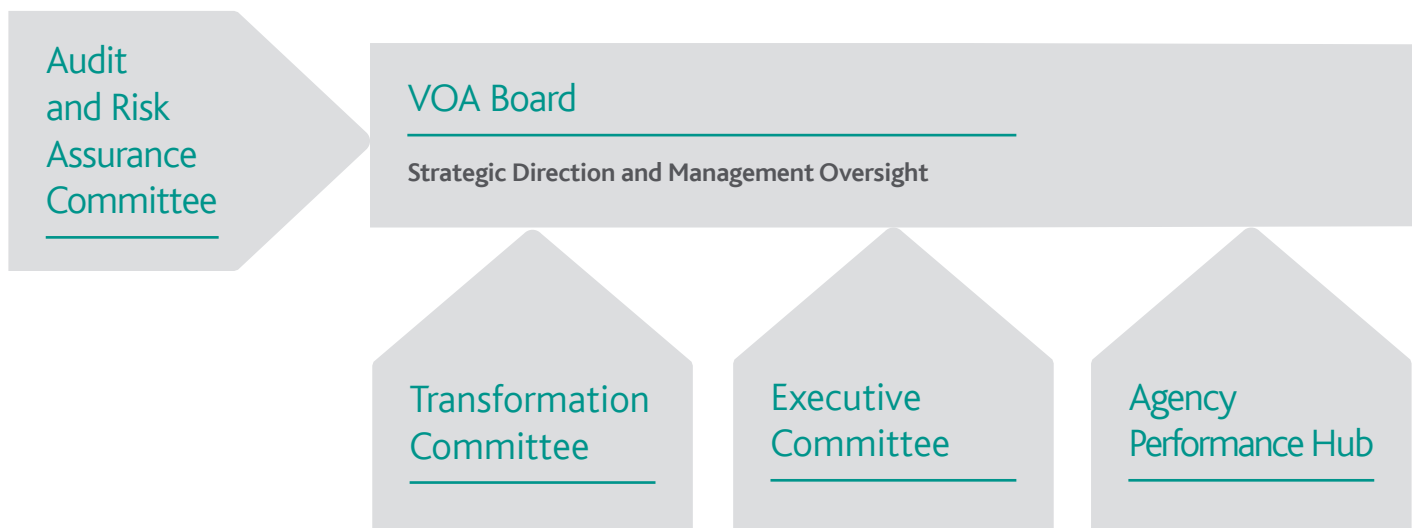 Audit
and Risk
Assurance
Committee
VOA Board
Strategic Direction and Management Oversight
Transformation
Committee
Executive
Committee
Agency
Performance Hub